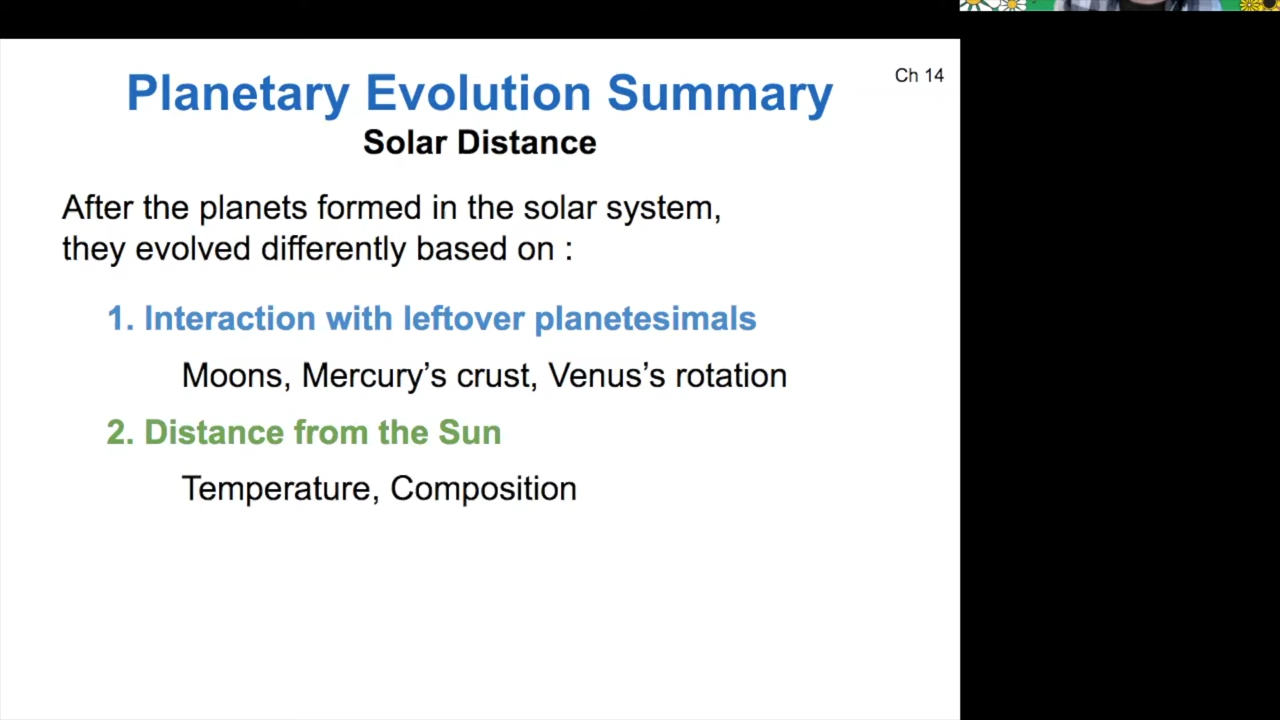 Ch 14
Planetary Evolution Summary
Solar Distance
After the planets formed in the solar system,
they evolved differently based on :
1. Interaction with leftover planetesimals
Moons, Mercury’s crust, Venus’s rotation
2. Distance from the Sun
Temperature, Composition